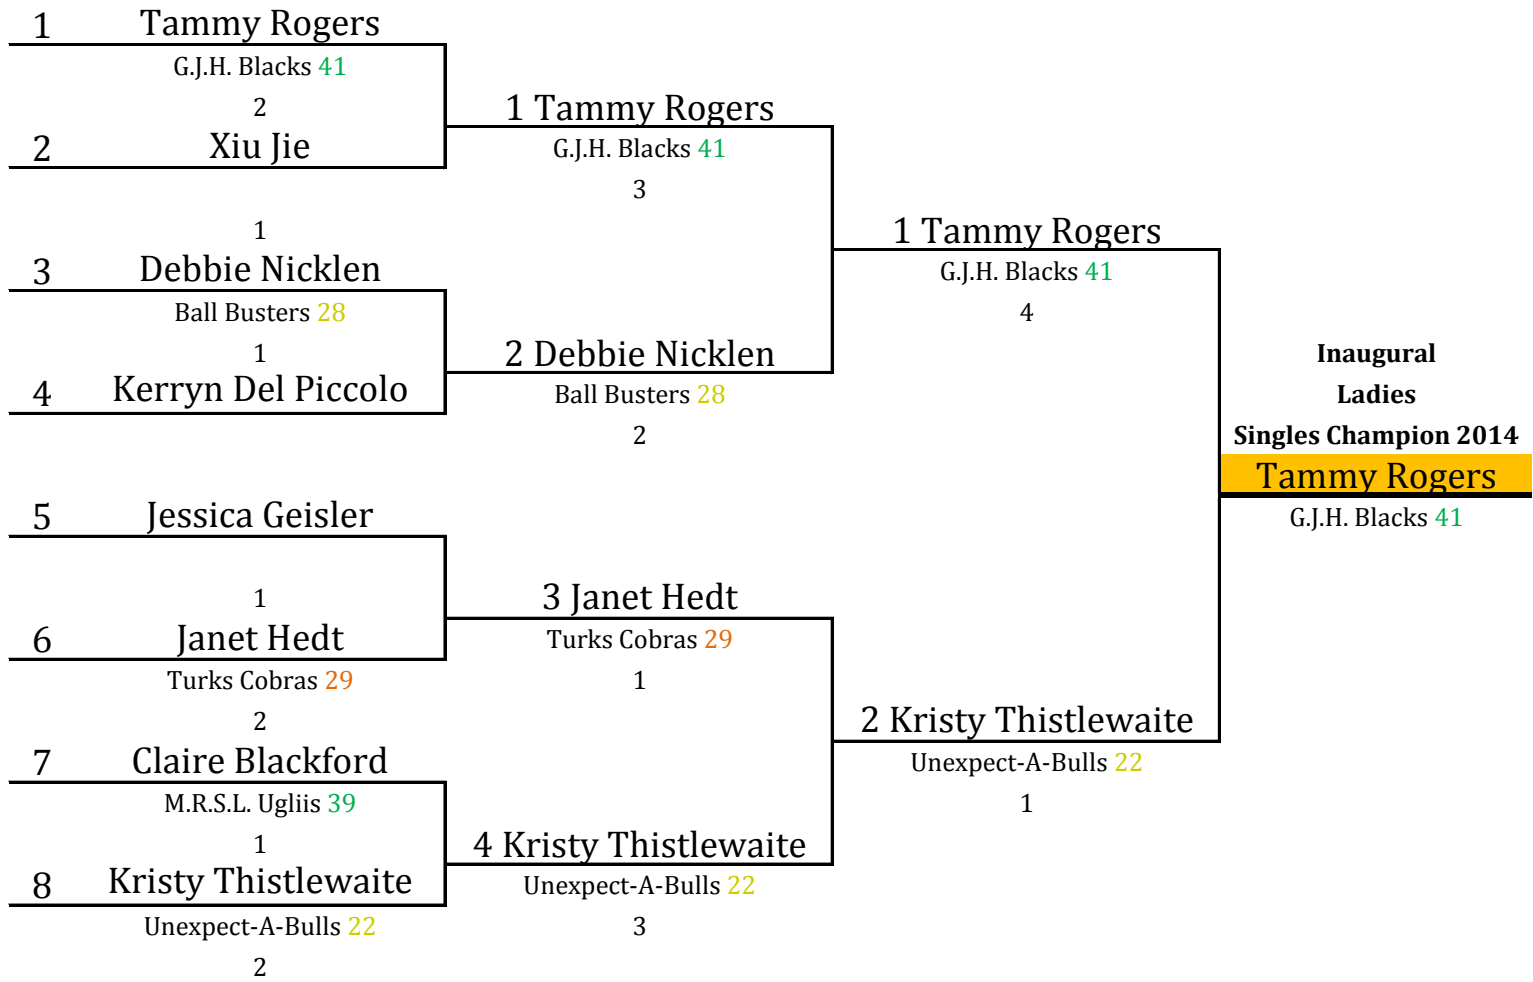 1 Tammy Rogers
G.J.H. Blacks 41
2
2 Xiu Jie
1
3 Debbie Nicklen
Ball Busters 28
1
4 Kerryn Del Piccolo
5 Jessica Geisler
1
6 Janet Hedt
Turks Cobras 29
2
7 Claire Blackford
M.R.S.L. Ugliis 39
1
8 Kristy Thistlewaite
Unexpect-A-Bulls 22
2
1 Tammy Rogers
G.J.H. Blacks 41
3
2 Debbie Nicklen
Ball Busters 28
2
3 Janet Hedt
Turks Cobras 29
1
4 Kristy Thistlewaite
Unexpect-A-Bulls 22
3
1 Tammy Rogers
G.J.H. Blacks 41
4
2 Kristy Thistlewaite
Unexpect-A-Bulls 22
1
Inaugural
Ladies
Singles Champion 2014
Tammy Rogers
G.J.H. Blacks 41